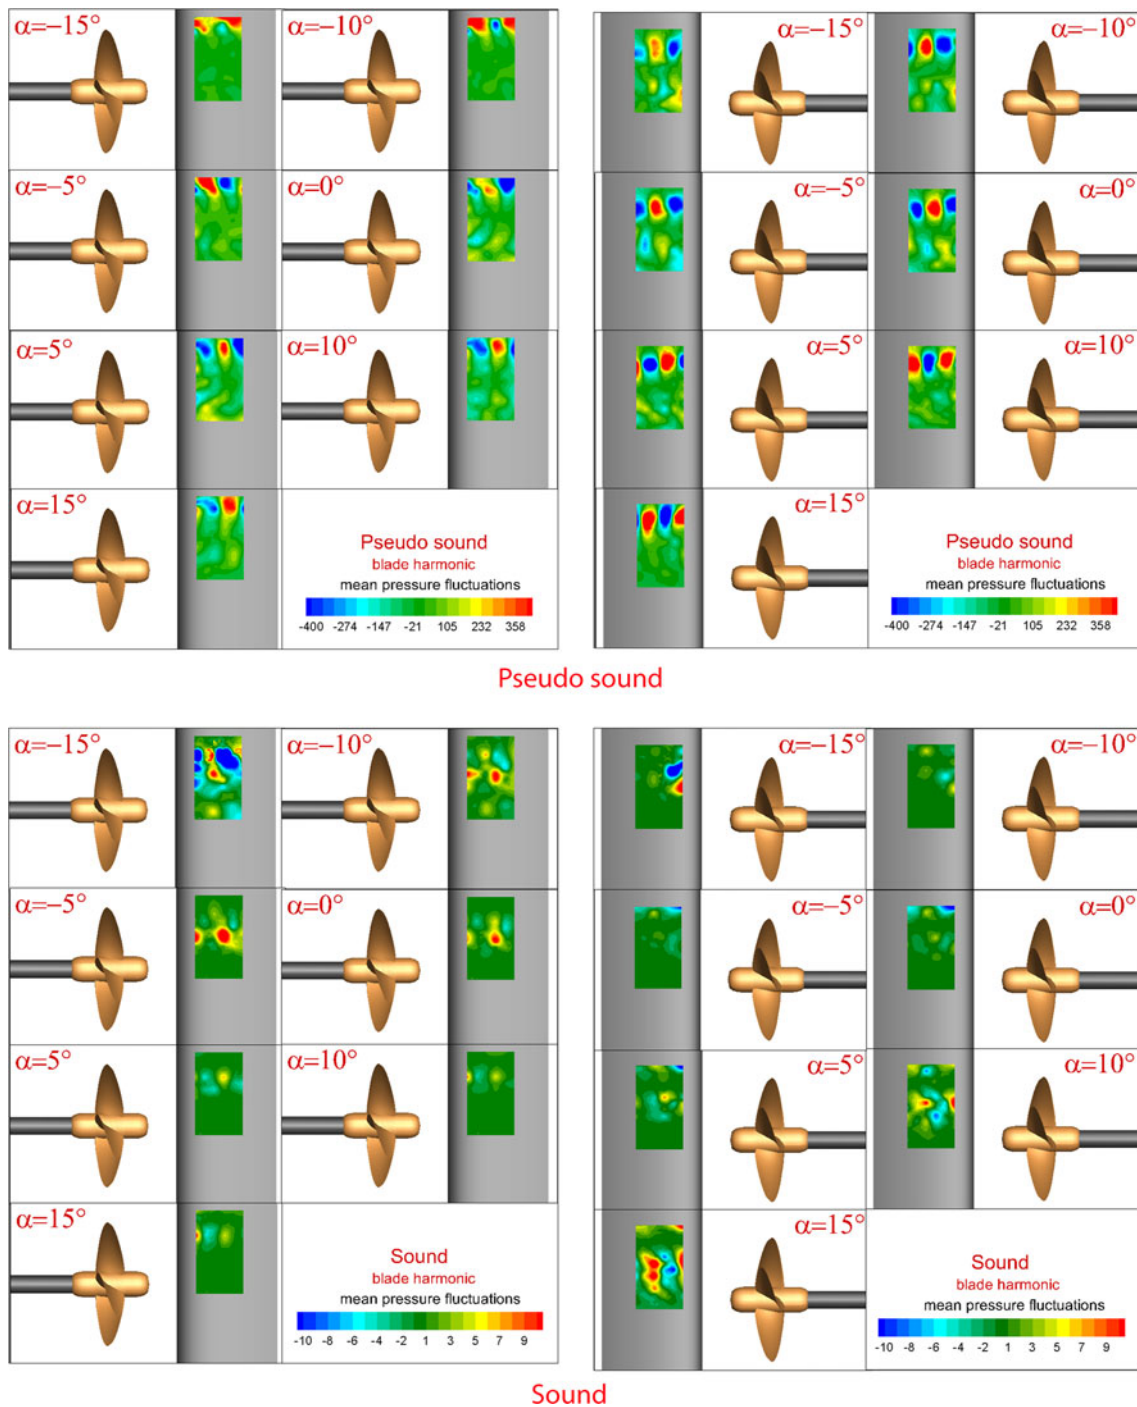 α=-15°
α=-10°
α=-5°
α=0°
α=5°
α=10°
α=15°
Pseudo sound
blade harmonic
mean pressure fluctuations
-400 -274 -147 -21 105 232 358
α=-15°
α=-10°
α=-5°
α=0°
α=5°
α=10°
α=15°
Pseudo sound
blade harmonic
mean pressure fluctuations
-400 -274 -147 -21 105 232 358
Pseudo sound
α=-15°
α=-10°
α=-5°
α=0°
α=5°
α=10°
α=15°
Sound
blade harmonic
mean pressure fluctuations
-10 -8 -6 -4 -2 1 3 5 7 9
α=-15°
α=-10°
α=-5°
α=0°
α=5°
α=10°
α=15°
Sound
blade harmonic
mean pressure fluctuations
-10 -8 -6 -4 -2 1 3 5 7 9
Sound